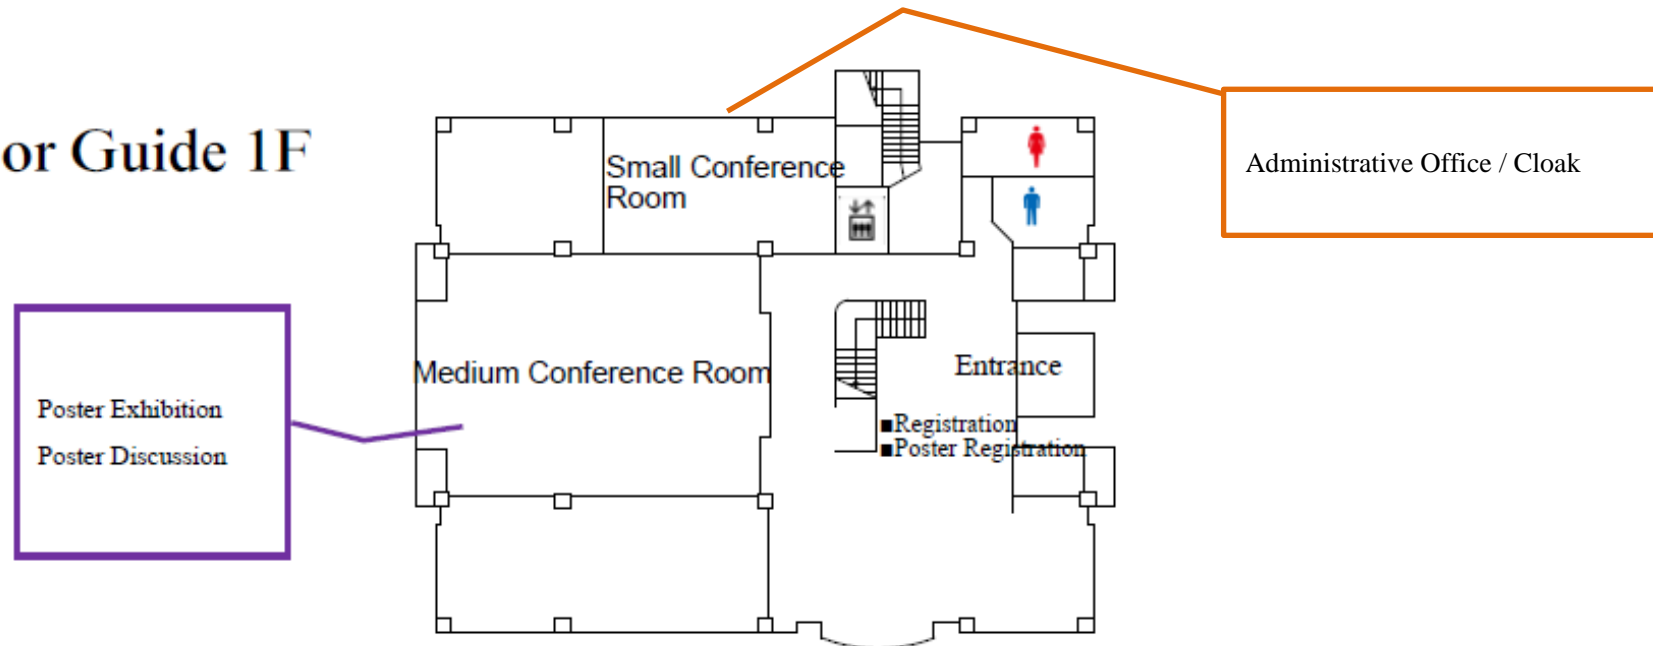 or Guide 1F
Small Conference
Room
Administrative Office / Cloak
Medium Conference Room
Entrance
Poster Exhibition
Poster Discussion
■Registration
■Poster Registration